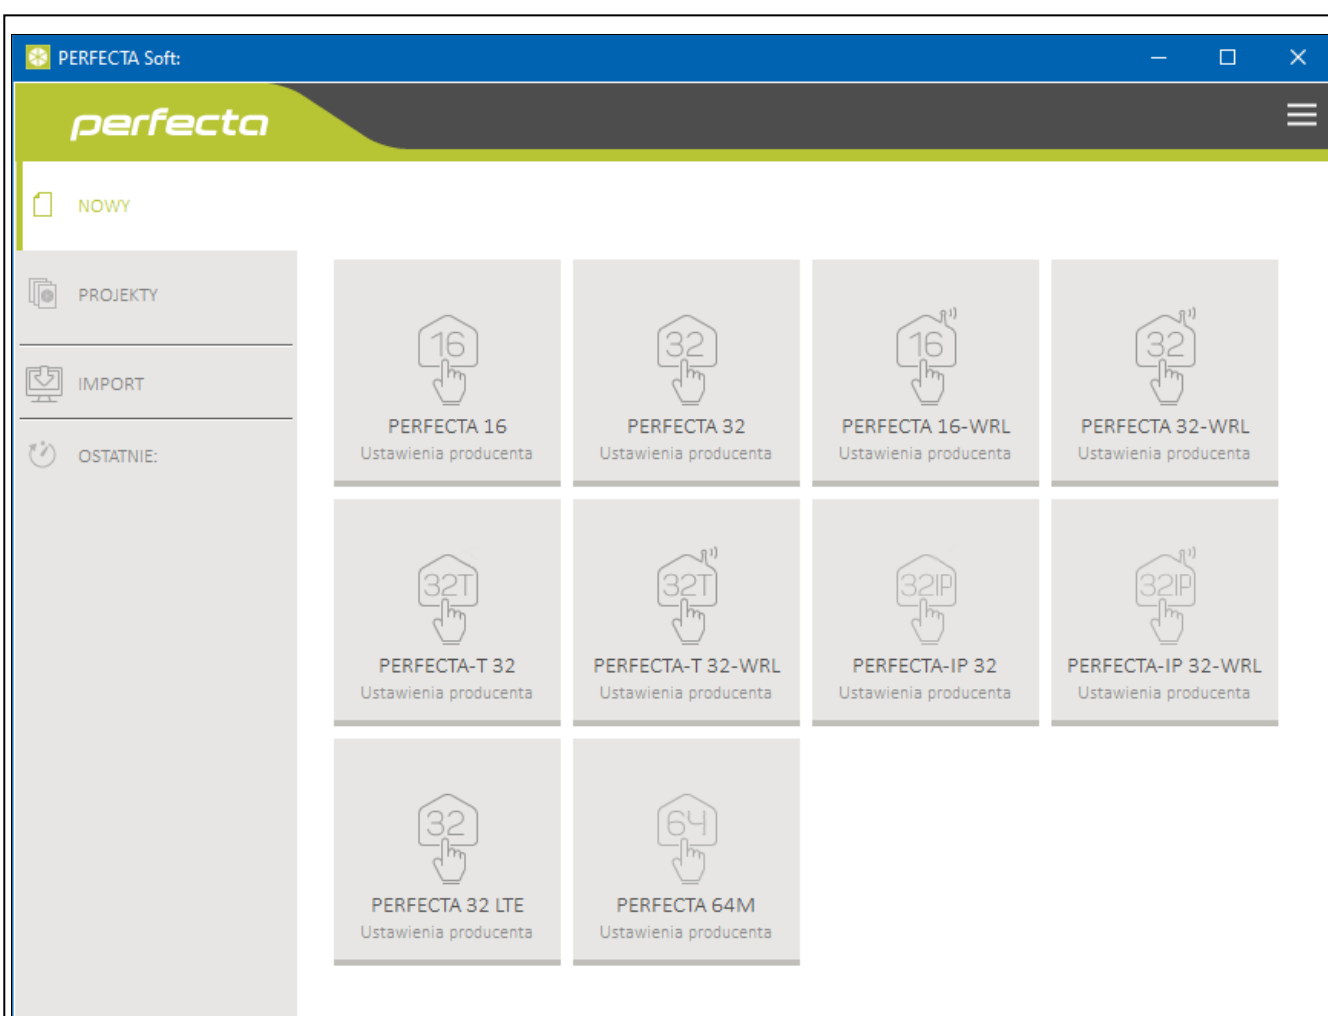 PERFECTA Soft:
perfecta
NOWY
PROJEKTY
IMPORT
OSTATNIE:
16
PERFECTA 16
Ustawienia producenta
32
PERFECTA 32
Ustawienia producenta
16
PERFECTA 16-WRL
Ustawienia producenta
32
PERFECTA 32-WRL
Ustawienia producenta
32T
PERFECTA-T 32
Ustawienia producenta
32T
PERFECTA-T 32-WRL
Ustawienia producenta
32IP
PERFECTA-IP 32
Ustawienia producenta
32IP
PERFECTA-IP 32-WRL
Ustawienia producenta
32
PERFECTA 32 LTE
Ustawienia producenta
64
PERFECTA 64M
Ustawienia producenta